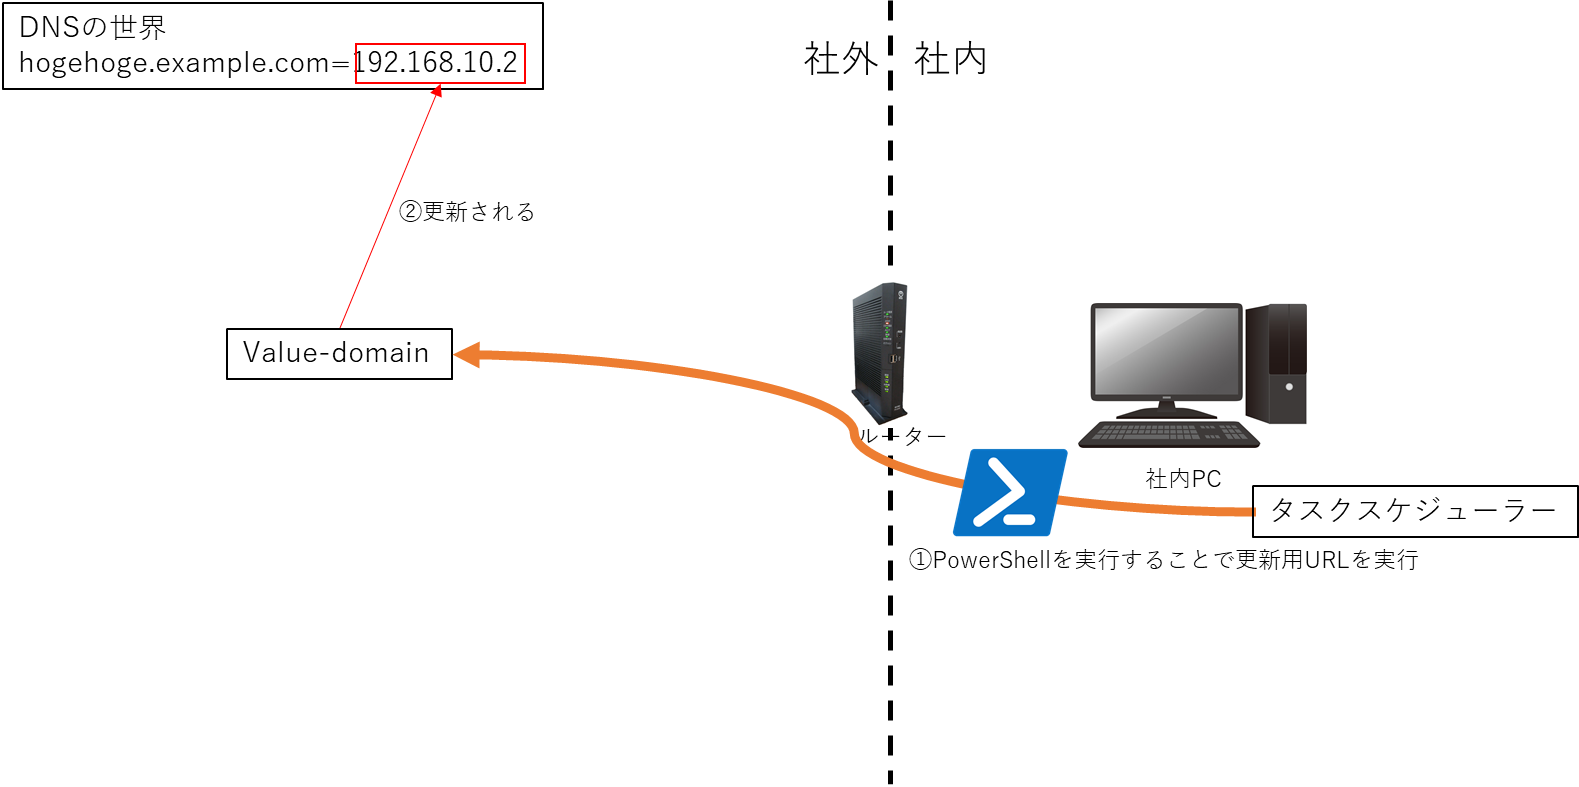 DNSの世界
hogehoge.example.com=192.168.10.2
社外
社内
②更新される
Value-domain
ルーター
社内PC
タスクスケジューラー
①PowerShellを実行することで更新用URLを実行